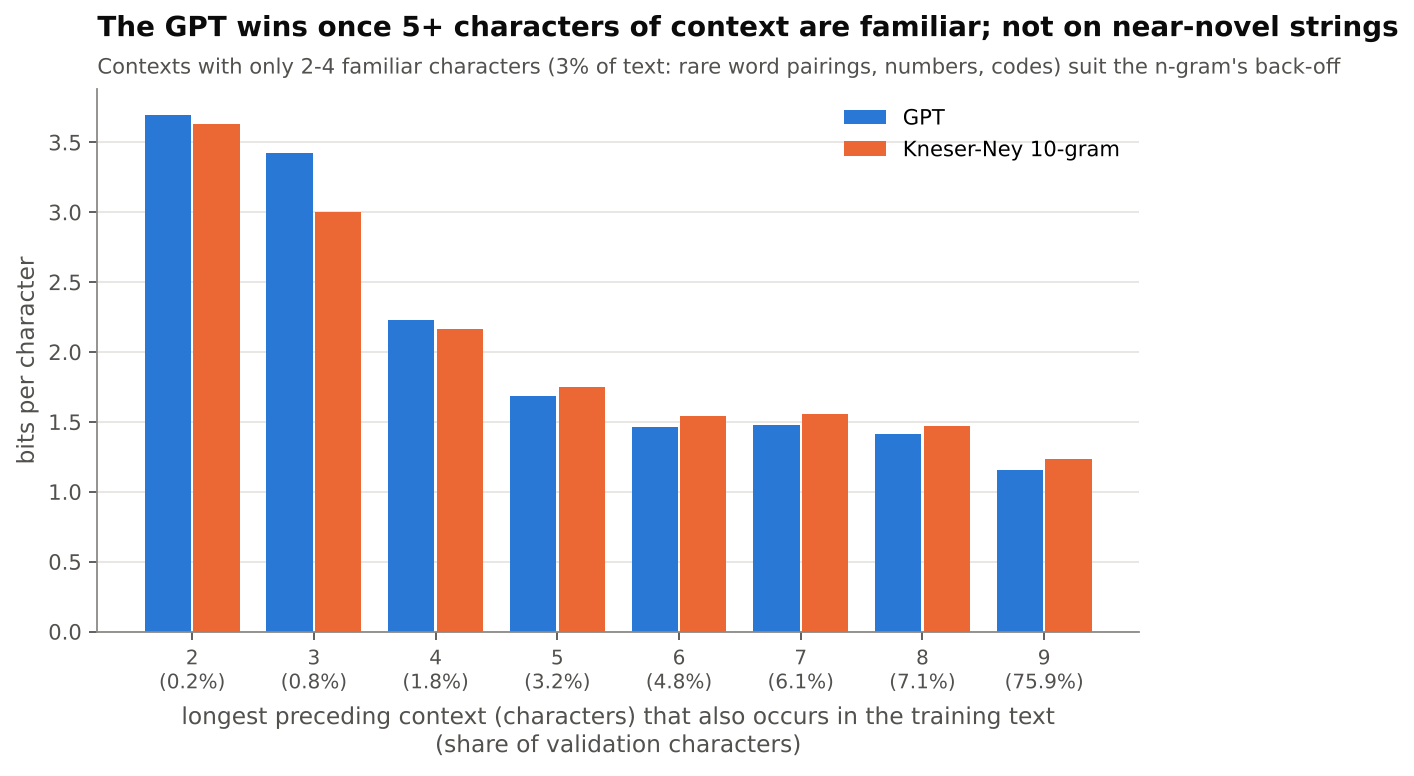 The GPT wins once 5+ characters of context are familiar; not on near-novel strings
Contexts with only 2-4 familiar characters (3% of text: rare word pairings, numbers, codes) suit the n-gram's back-off
GPT
Kneser-Ney 10-gram
bits per character
3.5
3.0
2.5
2.0
1.5
1.0
0.5
0.0
2 3 4 5 6 7 8 9
(0.2%) (0.8%) (1.8%) (3.2%) (4.8%) (6.1%) (7.1%) (75.9%)
longest preceding context (characters) that also occurs in the training text
(share of validation characters)